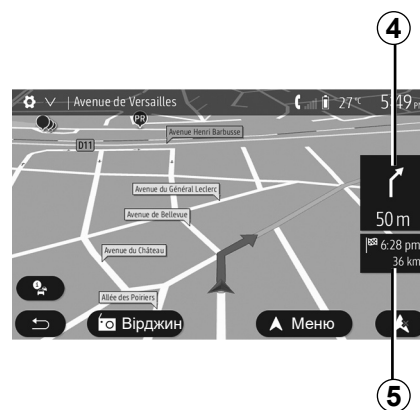 4
| Avenue de Versailles 27 °C 5:49 PM
PR
Avenue Henri Barbusse
D11
Avenue du Général Leclerc
Avenue de Bellevue
50 m
Avenue du Château
6:28 pm
36 km
Allée des Poiriers
Вірджин
Меню
5